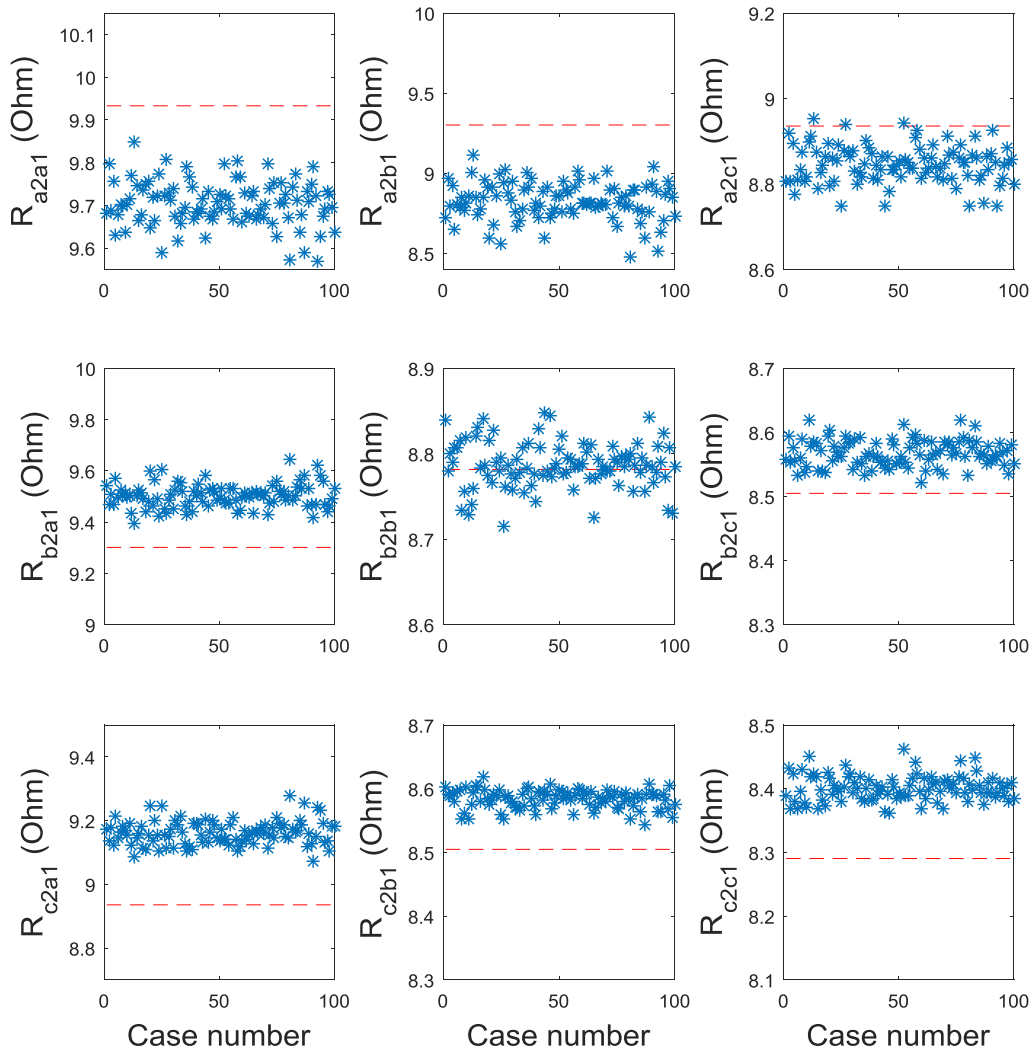 10.1
10
9.9
9.8
9.7
9.6
R_a2a1 (Ohm)
0 50 100
10
9.5
9
8.5
8.4
R_a2b1 (Ohm)
0 50 100
9.2
9
8.8
8.6
R_a2c1 (Ohm)
0 50 100
10
9.8
9.6
9.4
9.2
9
R_b2a1 (Ohm)
0 50 100
8.9
8.8
8.7
8.6
R_b2b1 (Ohm)
0 50 100
8.7
8.6
8.5
8.4
8.3
R_b2c1 (Ohm)
0 50 100
9.4
9.2
9
8.8
R_c2a1 (Ohm)
0 50 100
Case number
8.7
8.6
8.5
8.4
8.3
R_c2b1 (Ohm)
0 50 100
Case number
8.5
8.4
8.3
8.2
8.1
R_c2c1 (Ohm)
0 50 100
Case number